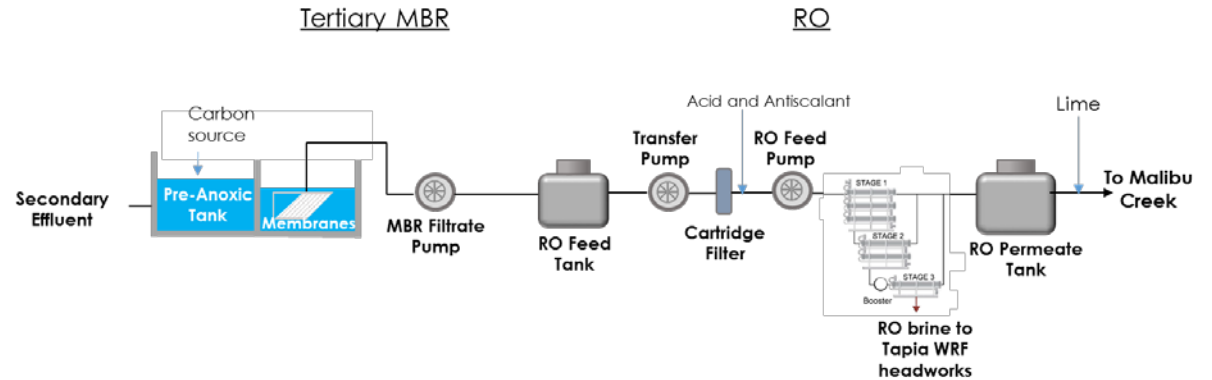 Tertiary MBR
RO
Carbon
source
Acid and Antiscalant
Lime
Transfer
Pump
RO Feed
Pump
Secondary
Effluent
Pre-Anoxic
Tank
Membranes
MBR Filtrate
Pump
RO Feed
Tank
Cartridge
Filter
STAGE 1
STAGE 2
STAGE 3
Booster
RO brine to
Tapia WRF
headworks
RO Permeate
Tank
To Malibu
Creek